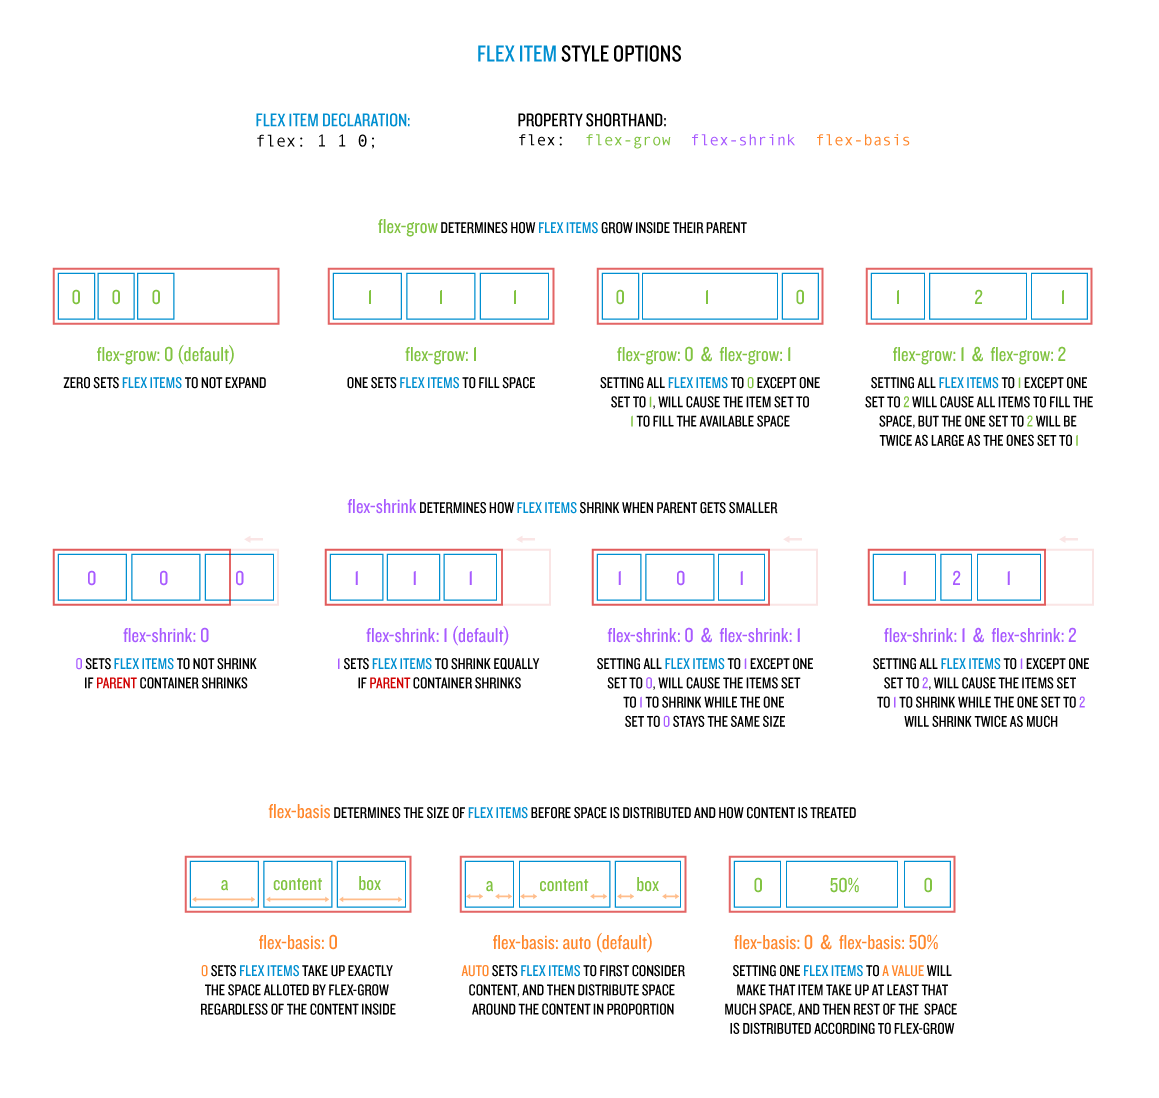 FLEX ITEM STYLE OPTIONS
FLEX ITEM DECLARATION:
flex: 1 1 0;
PROPERTY SHORTHAND:
flex: flex-grow flex-shrink flex-basis
flex-grow DETERMINES HOW FLEX ITEMS GROW INSIDE THEIR PARENT
0 0 0
flex-grow: 0 (default)
ZERO SETS FLEX ITEMS TO NOT EXPAND
1 1 1
flex-grow: 1
ONE SETS FLEX ITEMS TO FILL SPACE
0 1 0
flex-grow: 0 & flex-grow: 1
SETTING ALL FLEX ITEMS TO 0 EXCEPT ONE
SET TO 1, WILL CAUSE THE ITEM SET TO
1 TO FILL THE AVAILABLE SPACE
1 2 1
flex-grow: 1 & flex-grow: 2
SETTING ALL FLEX ITEMS TO 1 EXCEPT ONE
SET TO 2 WILL CAUSE ALL ITEMS TO FILL THE
SPACE, BUT THE ONE SET TO 2 WILL BE
TWICE AS LARGE AS THE ONES SET TO 1
flex-shrink DETERMINES HOW FLEX ITEMS SHRINK WHEN PARENT GETS SMALLER
0 0 0
flex-shrink: 0
0 SETS FLEX ITEMS TO NOT SHRINK
IF PARENT CONTAINER SHRINKS
1 1 1
flex-shrink: 1 (default)
1 SETS FLEX ITEMS TO SHRINK EQUALLY
IF PARENT CONTAINER SHRINKS
1 0 1
flex-shrink: 0 & flex-shrink: 1
SETTING ALL FLEX ITEMS TO 1 EXCEPT ONE
SET TO 0, WILL CAUSE THE ITEMS SET
TO 1 TO SHRINK WHILE THE ONE
SET TO 0 STAYS THE SAME SIZE
1 2 1
flex-shrink: 1 & flex-shrink: 2
SETTING ALL FLEX ITEMS TO 1 EXCEPT ONE
SET TO 2, WILL CAUSE THE ITEMS SET
TO 1 TO SHRINK WHILE THE ONE SET TO 2
WILL SHRINK TWICE AS MUCH
flex-basis DETERMINES THE SIZE OF FLEX ITEMS BEFORE SPACE IS DISTRIBUTED AND HOW CONTENT IS TREATED
a content box
flex-basis: 0
0 SETS FLEX ITEMS TAKE UP EXACTLY
THE SPACE ALLOTED BY FLEX-GROW
REGARDLESS OF THE CONTENT INSIDE
a content box
flex-basis: auto (default)
AUTO SETS FLEX ITEMS TO FIRST CONSIDER
CONTENT, AND THEN DISTRIBUTE SPACE
AROUND THE CONTENT IN PROPORTION
0 50% 0
flex-basis: 0 & flex-basis: 50%
SETTING ONE FLEX ITEMS TO A VALUE WILL
MAKE THAT ITEM TAKE UP AT LEAST THAT
MUCH SPACE, AND THEN REST OF THE SPACE
IS DISTRIBUTED ACCORDING TO FLEX-GROW